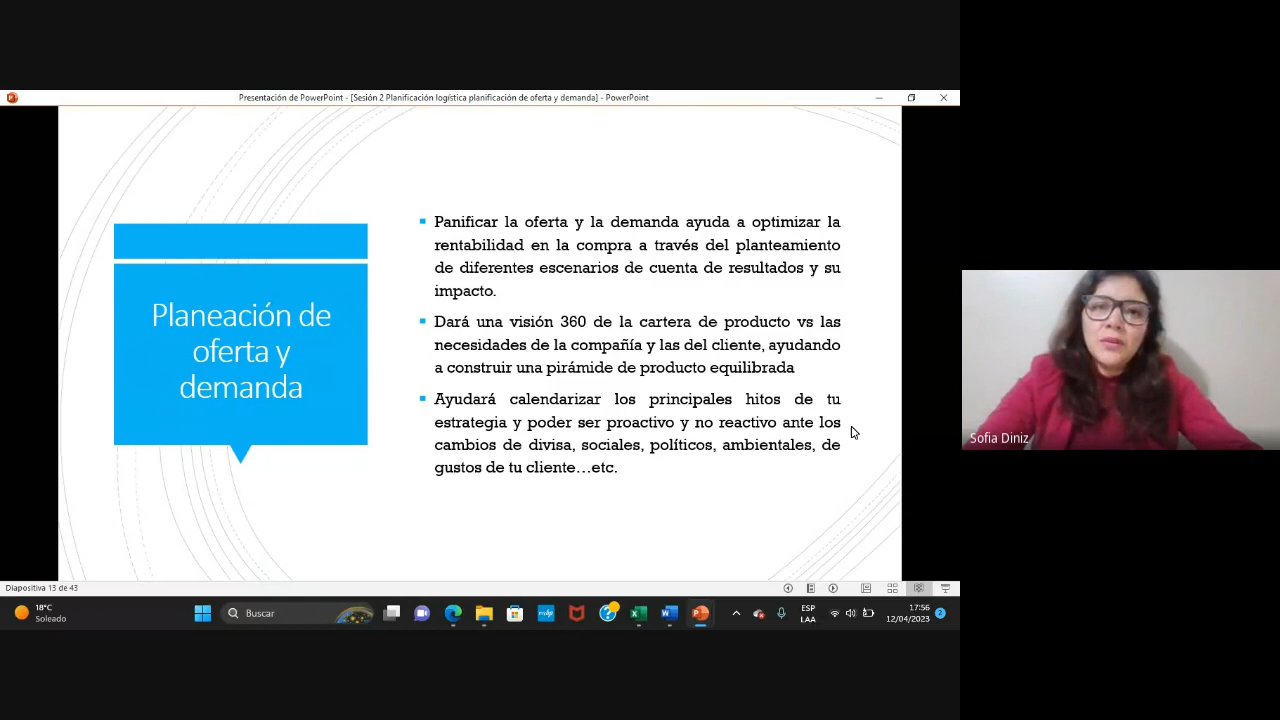 Presentación de PowerPoint - [Sesión 2 Planificación logística planificación de oferta y demanda] - PowerPoint
Planeación de
oferta y
demanda
Panificar la oferta y la demanda ayuda a optimizar la
rentabilidad en la compra a través del planteamiento
de diferentes escenarios de cuenta de resultados y su
impacto.
Dará una visión 360 de la cartera de producto vs las
necesidades de la compañía y las del cliente, ayudando
a construir una pirámide de producto equilibrada
Ayudará calendarizar los principales hitos de tu
estrategia y poder ser proactivo y no reactivo ante los
cambios de divisa, sociales, políticos, ambientales, de
gustos de tu cliente...etc.
Sofia Diniz
Diapositiva 13 de 43
18°C
Soleado
Buscar
ESP
LAA
17:56
12/04/2023
2